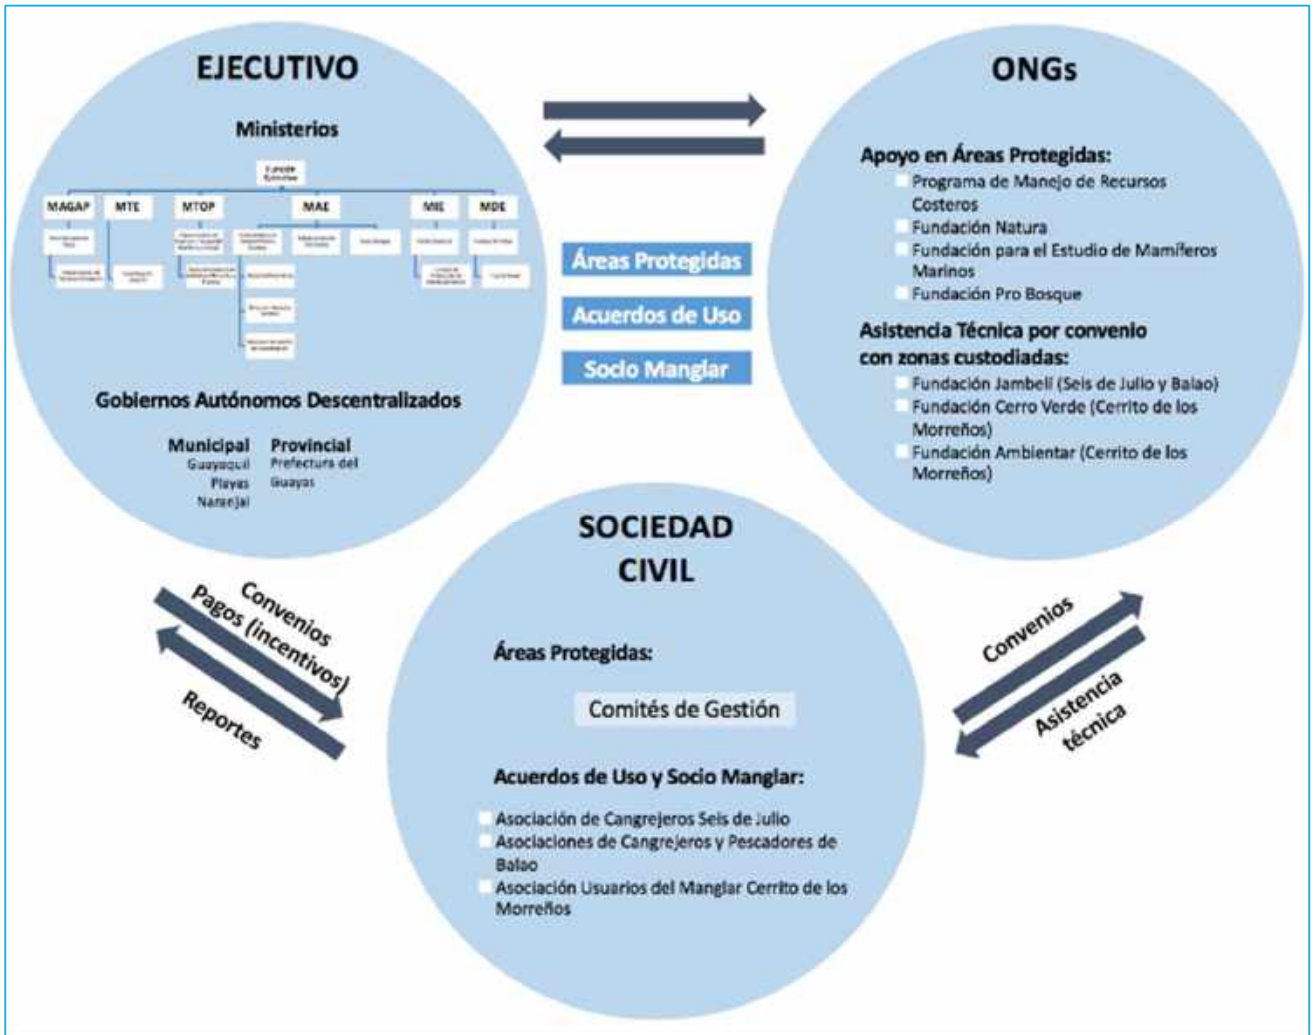 EJECUTIVO
Ministerios
MAGAP
MTE
MTOP
MAE
MIE
MDE
Gobiernos Autónomos Descentralizados
Municipal
Guayaquil
Playas
Naranjal
Provincial
Prefectura del
Guayas
Áreas Protegidas
Acuerdos de Uso
Socio Manglar
ONGs
Apoyo en Áreas Protegidas:
Programa de Manejo de Recursos
Costeros
Fundación Natura
Fundación para el Estudio de Mamíferos
Marinos
Fundación Pro Bosque
Asistencia Técnica por convenio
con zonas custodiadas:
Fundación Jambelí (Seis de Julio y Balao)
Fundación Cerro Verde (Cerrito de los
Morreños)
Fundación Ambientar (Cerrito de los
Morreños)
Convenios
Pagos (incentivos)
Reportes
SOCIEDAD
CIVIL
Áreas Protegidas:
Comités de Gestión
Acuerdos de Uso y Socio Manglar:
Asociación de Cangrejeros Seis de Julio
Asociaciones de Cangrejeros y Pescadores de
Balao
Asociación Usuarios del Manglar Cerrito de los
Morreños
Convenios
Asistencia
técnica